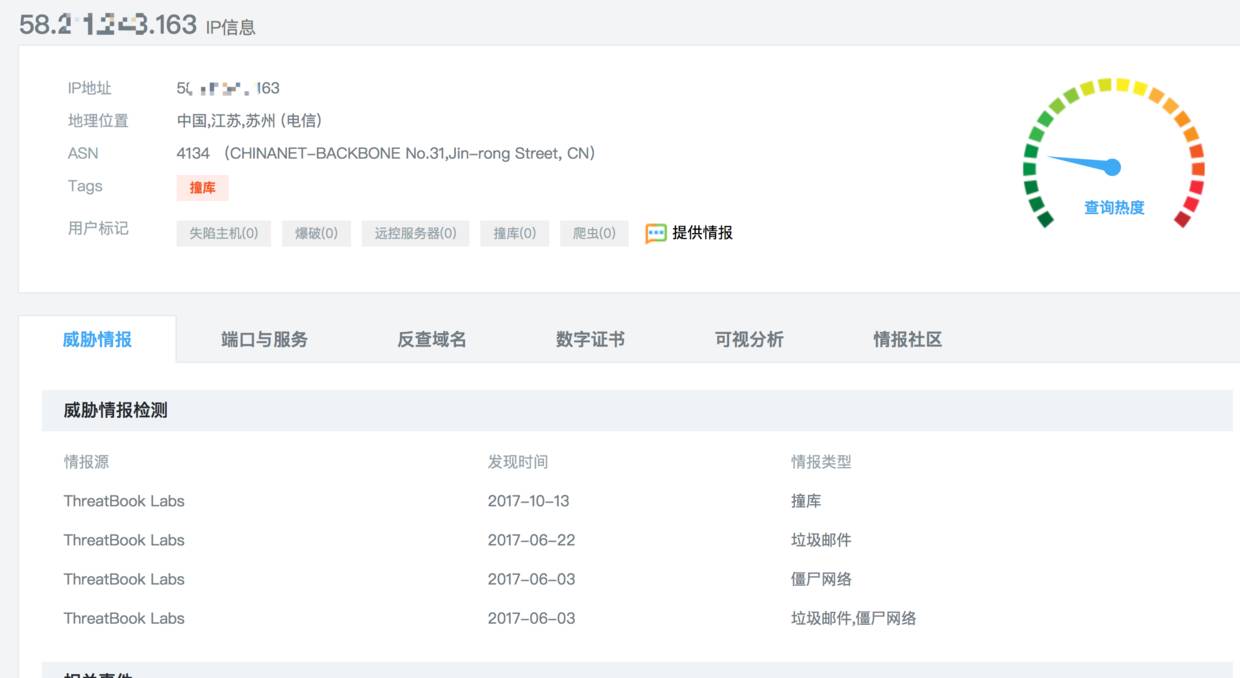 58. .163 IP信息
IP地址 163
地理位置 中国,江苏,苏州 (电信)
ASN 4134 （CHINANET-BACKBONE No.31,Jin-rong Street, CN）
Tags 撞库
用户标记 失陷主机(0) 爆破(0) 远控服务器(0) 撞库(0) 爬虫(0) 提供情报
查询热度
威胁情报 端口与服务 反查域名 数字证书 可视分析 情报社区
威胁情报检测
情报源 发现时间 情报类型
ThreatBook Labs 2017-10-13 撞库
ThreatBook Labs 2017-06-22 垃圾邮件
ThreatBook Labs 2017-06-03 僵尸网络
ThreatBook Labs 2017-06-03 垃圾邮件,僵尸网络